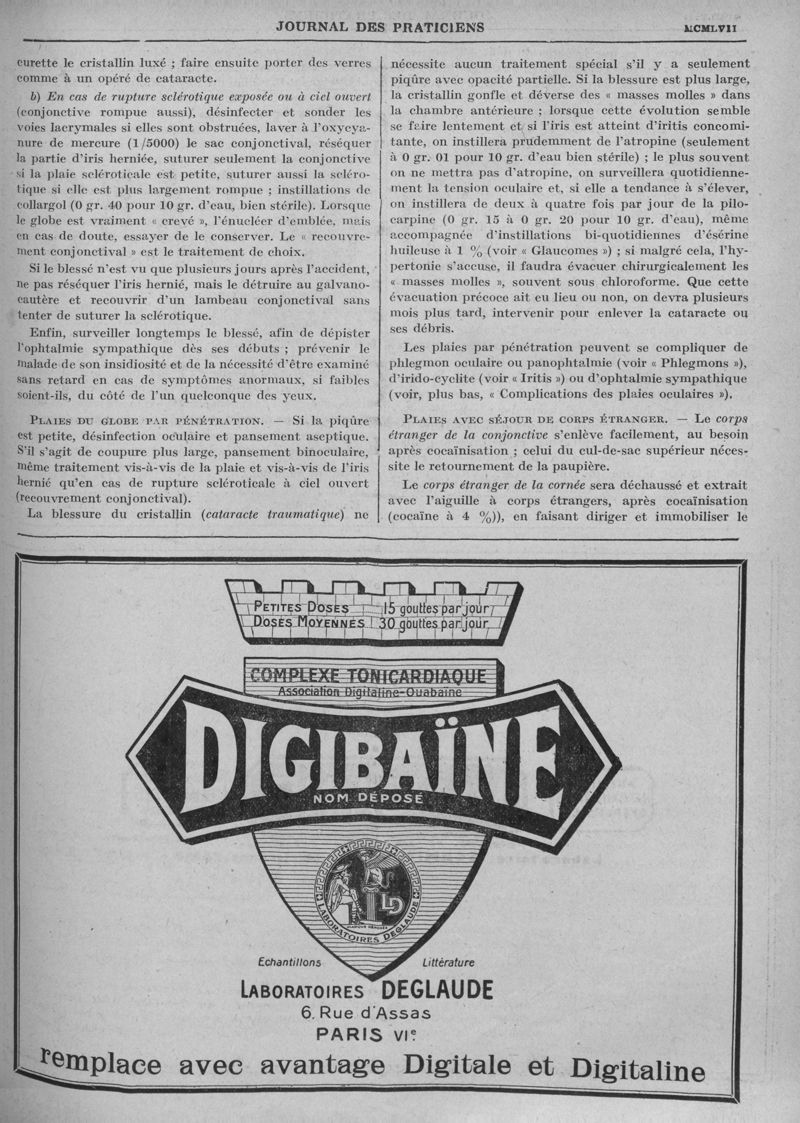 JOURNAL DES PRATICIENS
MCMLVII
curette le cristallin luxé ; faire ensuite porter des verres
comme à un opéré de cataracte.
b) En cas de rupture sclérotique exposée ou à ciel ouvert
(conjonctive rompue aussi), désinfecter et sonder les
voies lacrymales si elles sont obstruées, laver à l'oxycya-
nure de mercure (1/5000) le sac conjonctival, réséquer
la partie d'iris herniée, suturer seulement la conjonctive
si la plaie scléroticale est petite, suturer aussi la scléro-
tique si elle est plus largement rompue ; instillations de
collargol (0 gr. 40 pour 10 gr. d'eau, bien stérile). Lorsque
le globe est vraiment « crevé », l'énucléer d'emblée, mais
en cas de doute, essayer de le conserver. Le « recouvre-
ment conjonctival » est le traitement de choix.
Si le blessé n'est vu que plusieurs jours après l'accident,
ne pas réséquer l'iris hernié, mais le détruire au galvano-
cautère et recouvrir d'un lambeau conjonctival sans
tenter de suturer la sclérotique.
Enfin, surveiller longtemps le blessé, afin de dépister
l'ophtalmie sympathique dès ses débuts ; prévenir le
malade de son insidiosité et de la nécessité d'être examiné
sans retard en cas de symptômes anormaux, si faibles
soient-ils, du côté de l'un quelconque des yeux.
PLAIES DU GLOBE PAR PÉNÉTRATION. — Si la piqûre
est petite, désinfection oculaire et pansement aseptique.
S'il s'agit de coupure plus large, pansement binoculaire,
même traitement vis-à-vis de la plaie et vis-à-vis de l'iris
hernié qu'en cas de rupture scléroticale à ciel ouvert
(recouvrement conjonctival).
La blessure du cristallin (cataracte traumatique) ne
nécessite aucun traitement spécial s'il y a seulement
piqûre avec opacité partielle. Si la blessure est plus large,
la cristallin gonfle et déverse des « masses molles » dans
la chambre antérieure ; lorsque cette évolution semble
se faire lentement et si l'iris est atteint d'iritis concomi-
tante, on instillera prudemment de l'atropine (seulement
à 0 gr. 01 pour 10 gr. d'eau bien stérile) ; le plus souvent
on ne mettra pas d'atropine, on surveillera quotidienne-
ment la tension oculaire et, si elle a tendance à s'élever,
on instillera de deux à quatre fois par jour de la pilo-
carpine (0 gr. 15 à 0 gr. 20 pour 10 gr. d'eau), même
accompagnée d'instillations bi-quotidiennes d'ésérine
huileuse à 1 % (voir « Glaucomes ») ; si malgré cela, l'hy-
pertonie s'accuse, il faudra évacuer chirurgicalement les
« masses molles », souvent sous chloroforme. Que cette
évacuation précoce ait eu lieu ou non, on devra plusieurs
mois plus tard, intervenir pour enlever la cataracte ou
ses débris.
Les plaies par pénétration peuvent se compliquer de
phlegmon oculaire ou panophtalmie (voir « Phlegmons »),
d'irido-cyclite (voir « Iritis ») ou d'ophtalmie sympathique
(voir, plus bas, « Complications des plaies oculaires »).
PLAIES AVEC SÉJOUR DE CORPS ÉTRANGER. — Le corps
étranger de la conjonctive s'enlève facilement, au besoin
après cocaïnisation ; celui du cul-de-sac supérieur néces-
site le retournement de la paupière.
Le corps étranger de la cornée sera déchaussé et extrait
avec l'aiguille à corps étrangers, après cocaïnisation
(cocaïne à 4 %)), en faisant diriger et immobiliser le
PETITES DOSES : 15 gouttes par jour
DOSES MOYENNES : 30 gouttes par jour
COMPLEXE TONICARDIAQUE
Association Digitaline-Ouabaïne
DIGIBAÏNE
NOM DÉPOSÉ
LD
LABORATOIRES DEGLAUDE
Echantillons
Littérature
LABORATOIRES DEGLAUDE
6, Rue d'Assas
PARIS VIe
remplace avec avantage Digitale et Digitaline